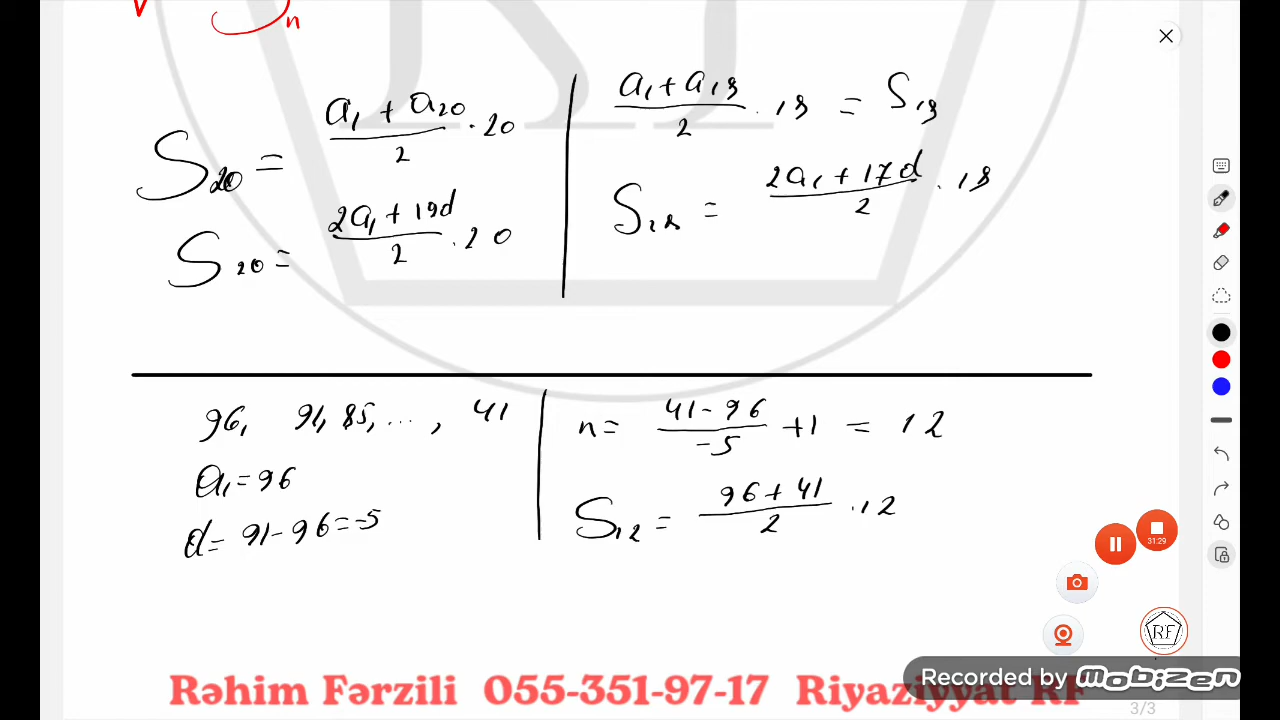 n
S₂₀ = (a₁ + a₂₀)/2 · 20
S₂₀ = (2a₁ + 19d)/2 · 20
(a₁ + a₁₈)/2 · 18 = S₁₈
S₁₈ = (2a₁ + 17d)/2 · 18
96, 91, 85, ... , 41
a₁ = 96
d = 91 - 96 = -5
n = (41 - 96)/-5 + 1 = 12
S₁₂ = (96 + 41)/2 · 12
31:29
RF
Recorded by mobizen
Rəhim Fərzili 055-351-97-17 Riyaziyyat RF
3/3